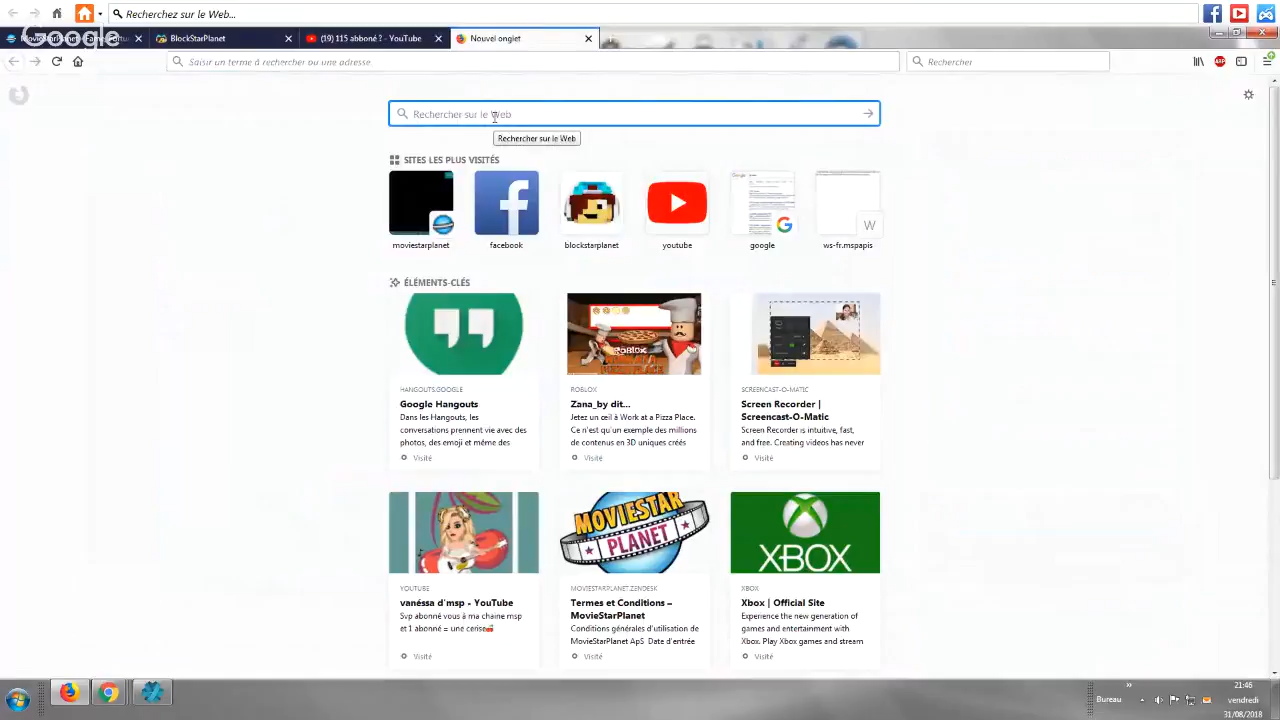 Recherchez sur le Web...
Google
BlockStarPlanet
(19) 115 abonné ? - YouTube
Nouvel onglet
Saisir un terme à rechercher ou une adresse
Rechercher
Rechercher sur le Web
Rechercher sur le Web
SITES LES PLUS VISITÉS
moviestarplanet
facebook
blockstarplanet
youtube
google
W
ws-fr.mspapis
ÉLÉMENTS-CLÉS
ROBLOX
HANGOUTS.GOOGLE
Google Hangouts
Dans les Hangouts, les
conversations prennent vie avec des
photos, des emoji et même des
Visité
ROBLOX
Zana_by dit...
Jetez un œil à Work at a Pizza Place.
Ce n'est qu'un exemple des millions
de contenus en 3D uniques créés
Visité
SCREENCAST-O-MATIC
Screen Recorder |
Screencast-O-Matic
Screen Recorder is intuitive, fast,
and free. Creating videos has never
Visité
MOVIESTAR
PLANET
XBOX
YOUTUBE
vanéssa d'msp - YouTube
Svp abonné vous à ma chaine msp
et 1 abonné = une cerise🍒
Visité
MOVIESTARPLANET.ZENDESK
Termes et Conditions –
MovieStarPlanet
Conditions générales d'utilisation de
MovieStarPlanet ApS Date d'entrée
Visité
XBOX
Xbox | Official Site
Experience the new generation of
games and entertainment with
Xbox. Play Xbox games and stream
Visité
Bureau
21:46
vendredi
31/08/2018